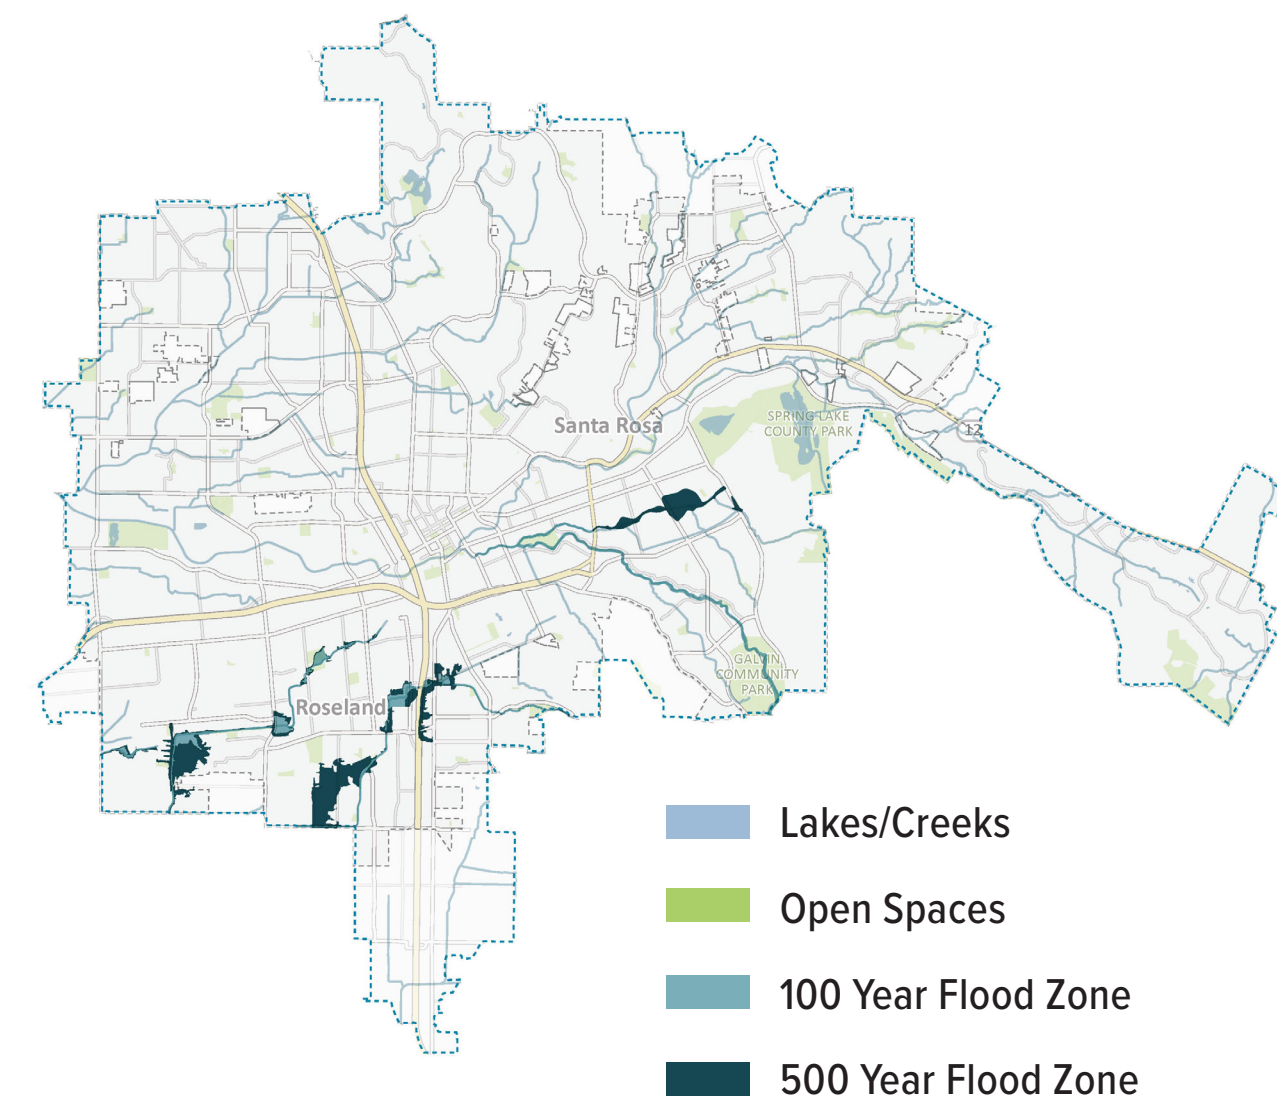 Santa Rosa
SPRING LAKE
COUNTY PARK
12
GALVIN
COMMUNITY
PARK
Roseland
Lakes/Creeks
Open Spaces
100 Year Flood Zone
500 Year Flood Zone